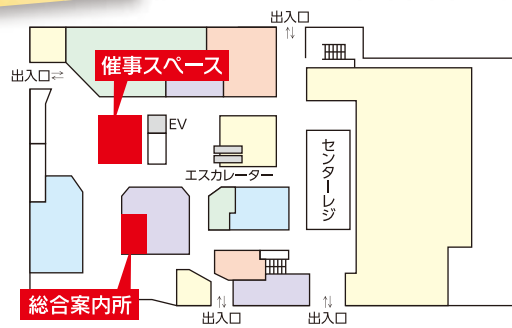 出入口
出入口
催事スペース
EV
センターレジ
エスカレーター
総合案内所
出入口
出入口